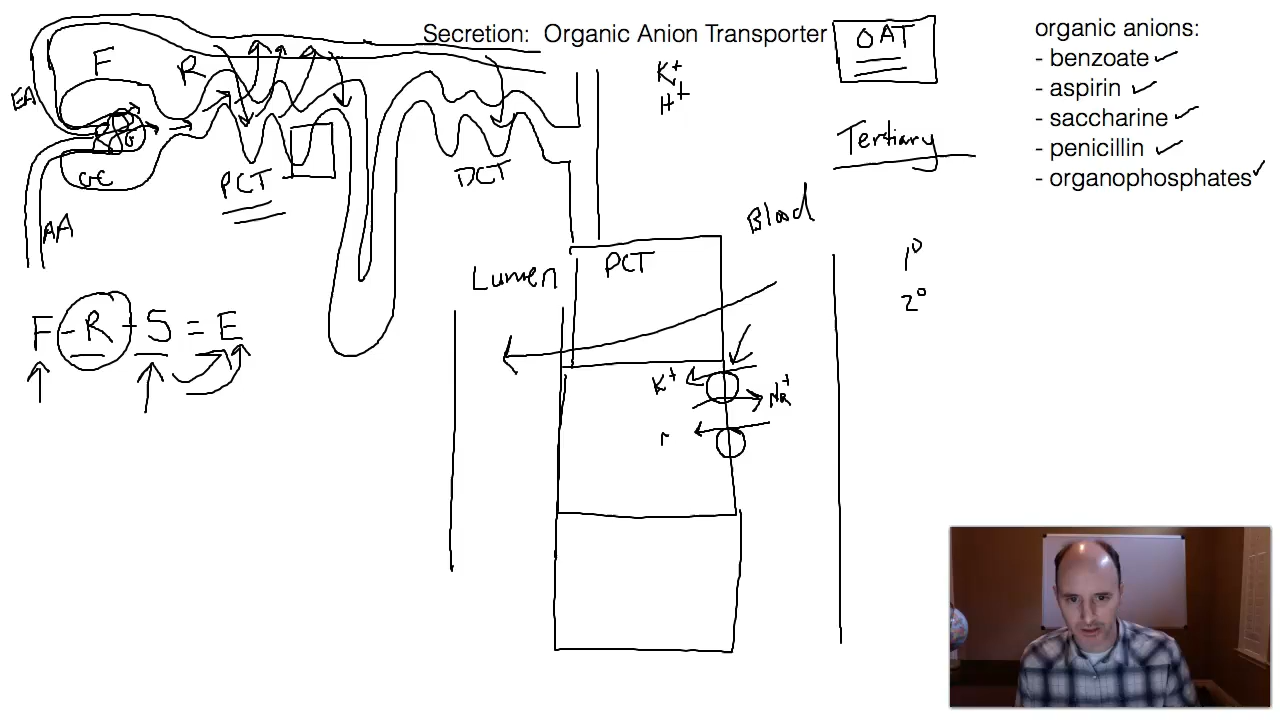 Secretion: Organic Anion Transporter
OAT
organic anions:
- benzoate
- aspirin
- saccharine
- penicillin
- organophosphates
K+
H+
Tertiary
F
R
EA
G
GC
AA
PCT
DCT
Blood
Lumen
PCT
1°
2°
F - R + S = E
K+
Na+